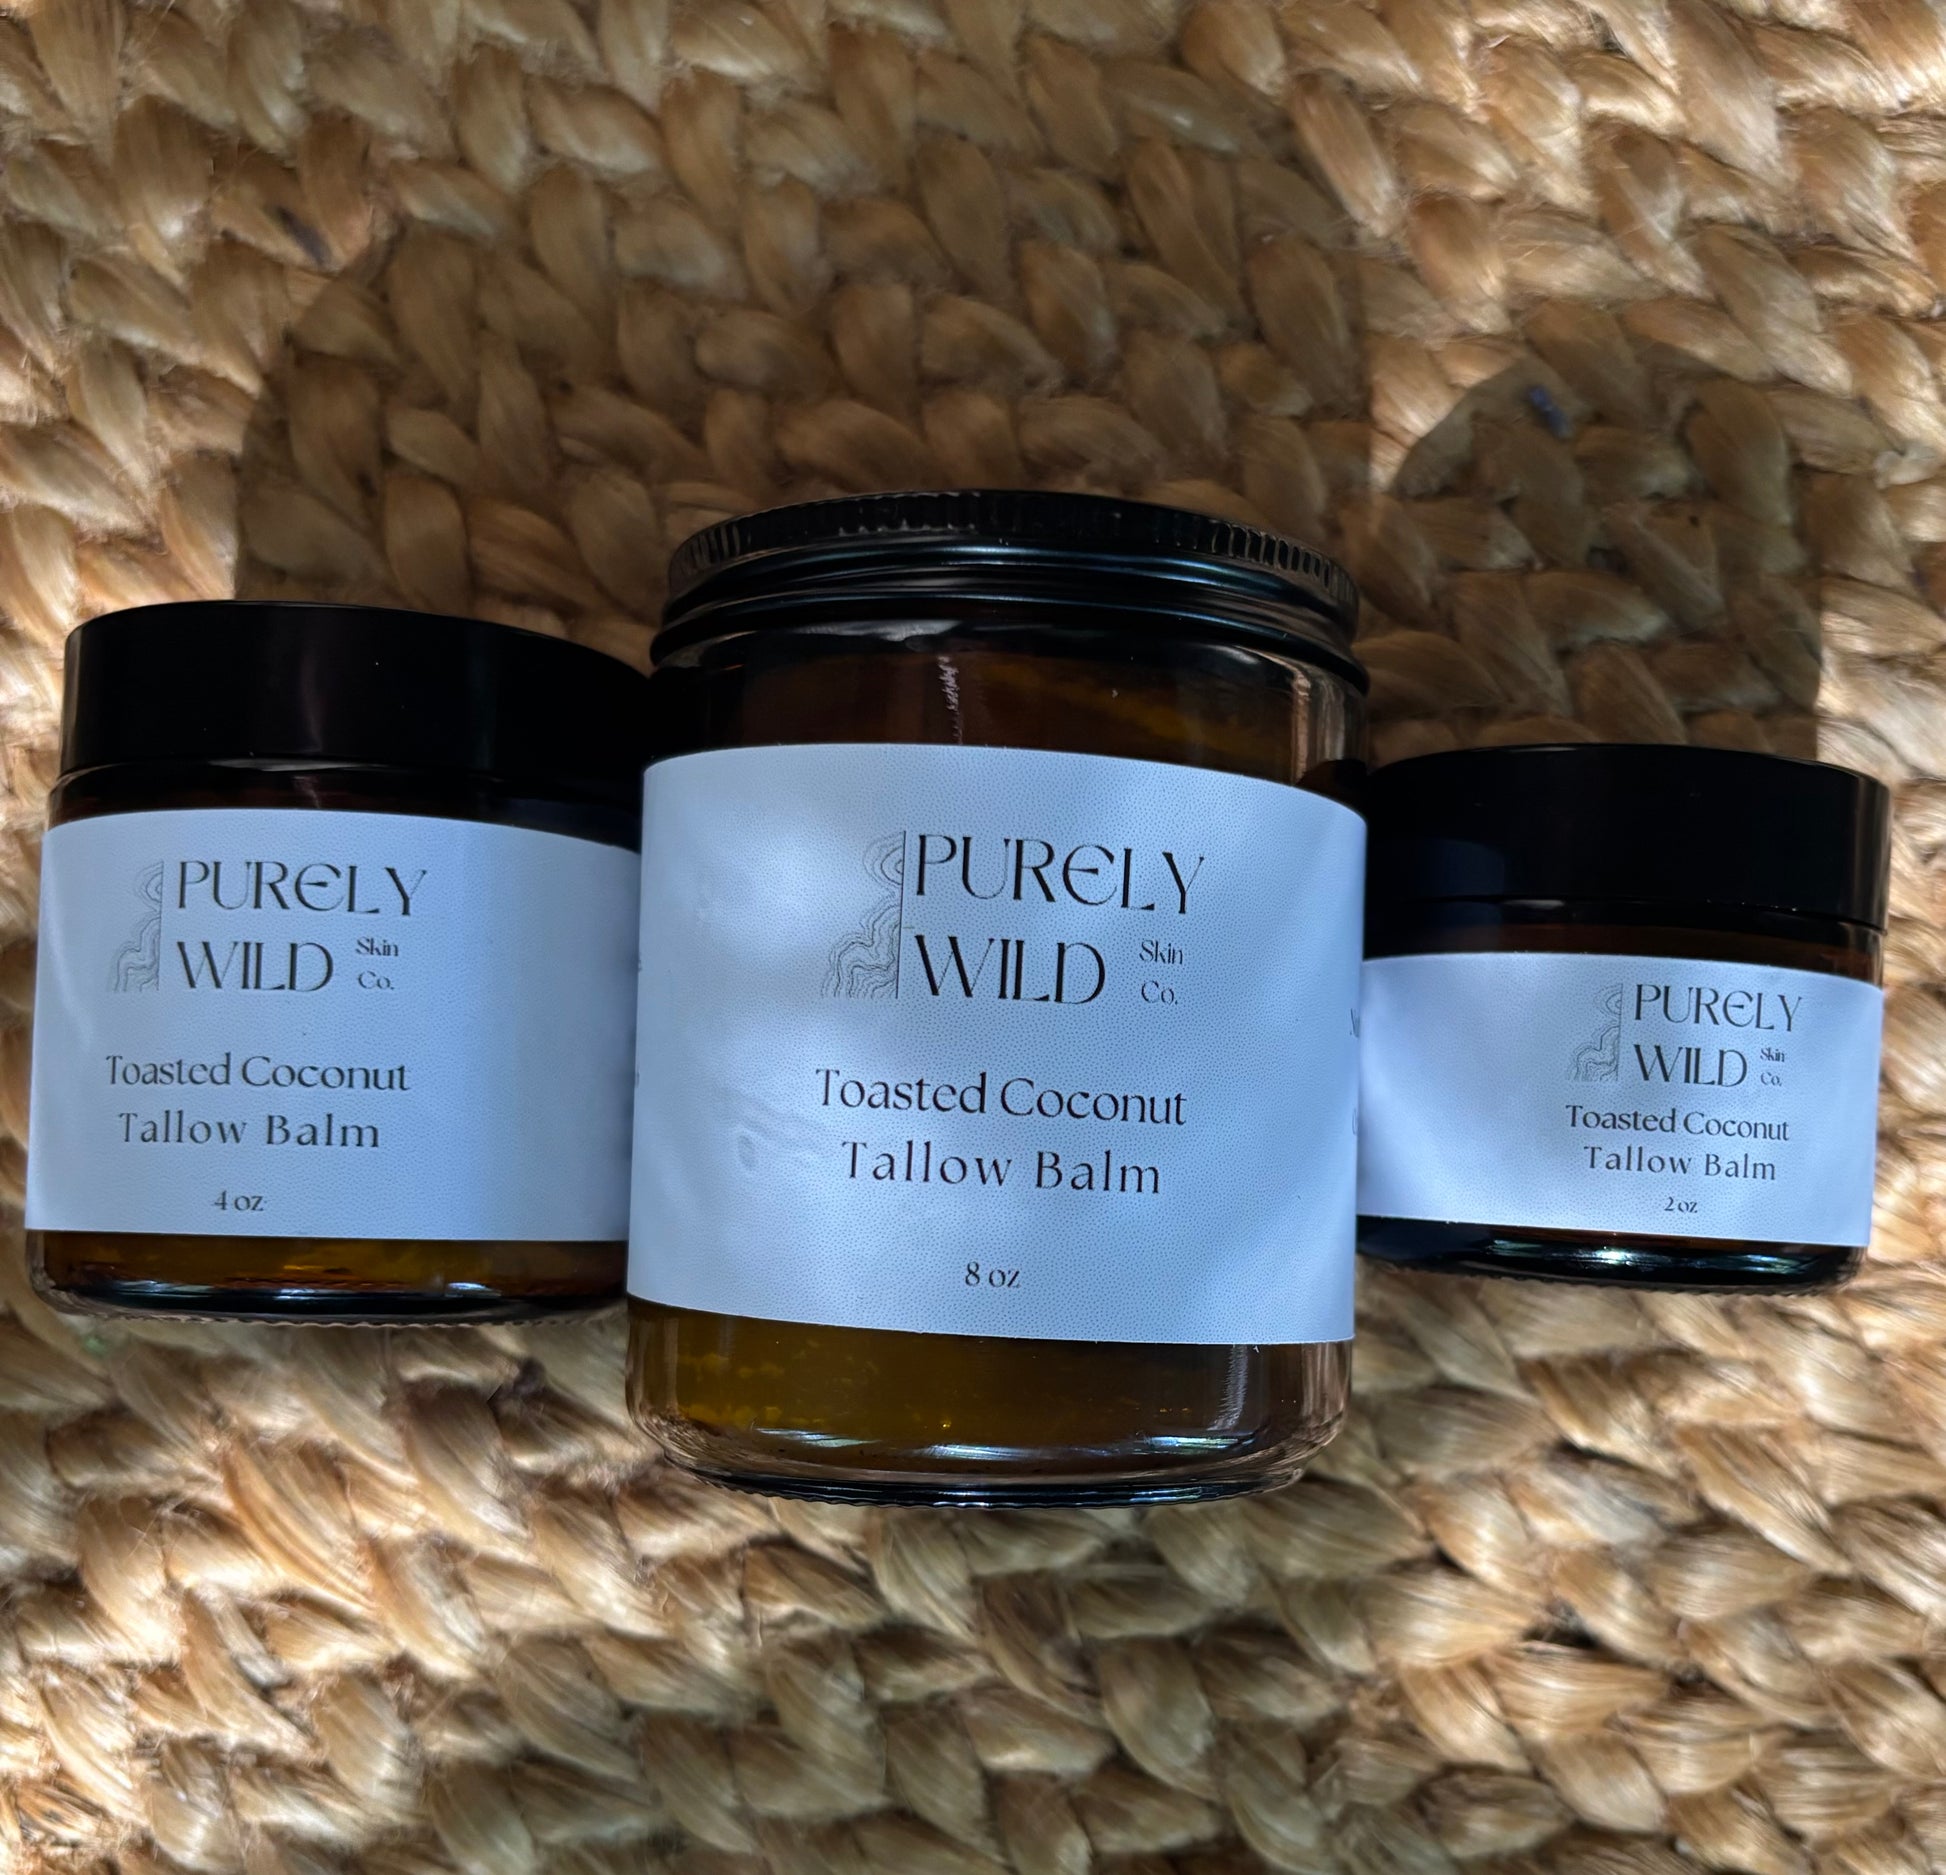 PURELY
WILD Skin
Co.
Toasted Coconut
Tallow Balm
4 oz
PURELY
WILD Skin
Co.
Toasted Coconut
Tallow Balm
8 oz
PURELY
WILD Skin
Co.
Toasted Coconut
Tallow Balm
2 oz